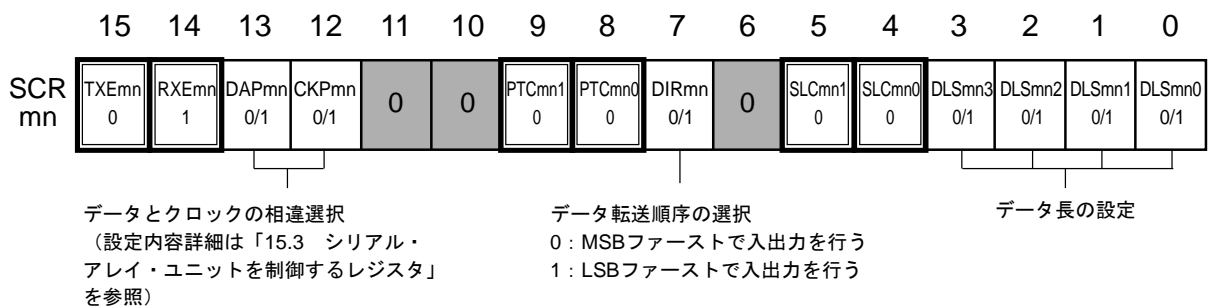 15 14 13 12 11 10 9 8 7 6 5 4 3 2 1 0
SCR
mn
TXEmn RXEmn DAPmn CKPmn 0 0 PTCmn1 PTCmn0 DIRmn 0 SLCmn1 SLCmn0 DLSmn3 DLSmn2 DLSmn1 DLSmn0
0 1 0/1 0/1 0 0 0/1 0 0 0/1 0/1 0/1 0/1
データとクロックの相違選択
（設定内容詳細は「15.3 シリアル・
アレイ・ユニットを制御するレジスタ」
を参照）
データ転送順序の選択
0：MSBファーストで入出力を行う
1：LSBファーストで入出力を行う
データ長の設定